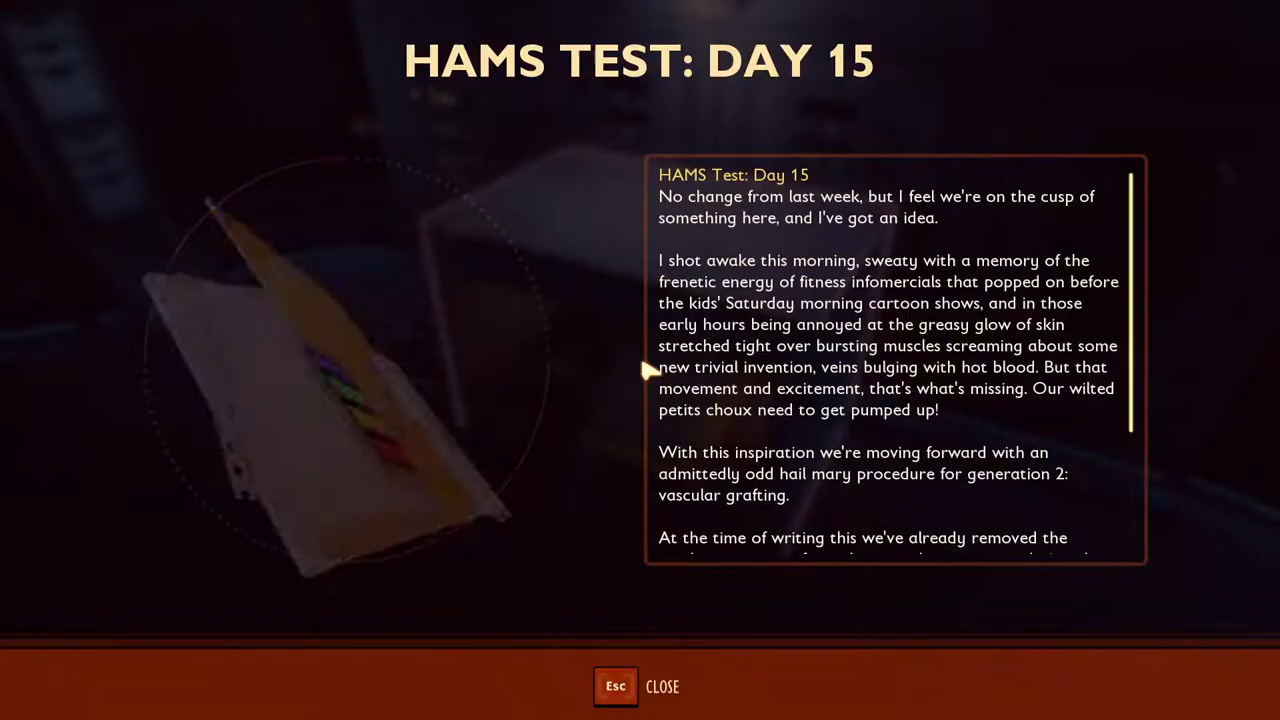 HAMS TEST: DAY 15
HAMS Test: Day 15
No change from last week, but I feel we're on the cusp of
something here, and I've got an idea.
I shot awake this morning, sweaty with a memory of the
frenetic energy of fitness infomercials that popped on before
the kids' Saturday morning cartoon shows, and in those
early hours being annoyed at the greasy glow of skin
stretched tight over bursting muscles screaming about some
new trivial invention, veins bulging with hot blood. But that
movement and excitement, that's what's missing. Our wilted
petits choux need to get pumped up!
With this inspiration we're moving forward with an
admittedly odd hail mary procedure for generation 2:
vascular grafting.
At the time of writing this we've already removed the
Esc CLOSE